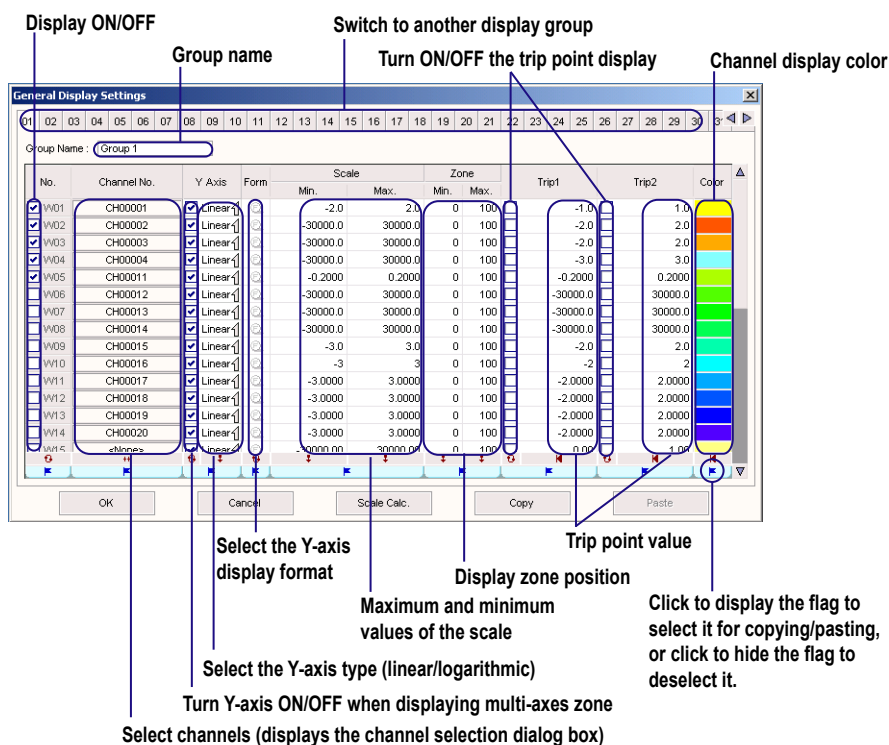 Display ON/OFF
Switch to another display group
Group name
Turn ON/OFF the trip point display
Channel display color
General Display Settings
01 02 03 04 05 06 07 08 09 10 11 12 13 14 15 16 17 18 19 20 21 22 23 24 25 26 27 28 29 30
Group Name : Group 1
No. Channel No. Y Axis Form Scale Zone Trip1 Trip2 Color
Min. Max. Min. Max.
W01 CH00001 Linear -2.0 2.0 0 100 -1.0 1.0
W02 CH00002 Linear -30000.0 30000.0 0 100 -2.0 2.0
W03 CH00003 Linear -30000.0 30000.0 0 100 -2.0 2.0
W04 CH00004 Linear -30000.0 30000.0 0 100 -3.0 3.0
W05 CH00011 Linear -0.2000 0.2000 0 100 -0.2000 0.2000
W06 CH00012 Linear -30000.0 30000.0 0 100 -30000.0 30000.0
W07 CH00013 Linear -30000.0 30000.0 0 100 -30000.0 30000.0
W08 CH00014 Linear -30000.0 30000.0 0 100 -30000.0 30000.0
W09 CH00015 Linear -3.0 3.0 0 100 -2.0 2.0
W10 CH00016 Linear -3 3 0 100 -2 2
W11 CH00017 Linear -3.0000 3.0000 0 100 -2.0000 2.0000
W12 CH00018 Linear -3.0000 3.0000 0 100 -2.0000 2.0000
W13 CH00019 Linear -3.0000 3.0000 0 100 -2.0000 2.0000
W14 CH00020 Linear -3.0000 3.0000 0 100 -2.0000 2.0000
W15 <None> Linear -30000.00 30000.00 0 100 0.00 1.00
OK Cancel Scale Calc. Copy Paste
Select the Y-axis
display format
Trip point value
Display zone position
Maximum and minimum
values of the scale
Click to display the flag to
select it for copying/pasting,
or click to hide the flag to
deselect it.
Select the Y-axis type (linear/logarithmic)
Turn Y-axis ON/OFF when displaying multi-axes zone
Select channels (displays the channel selection dialog box)